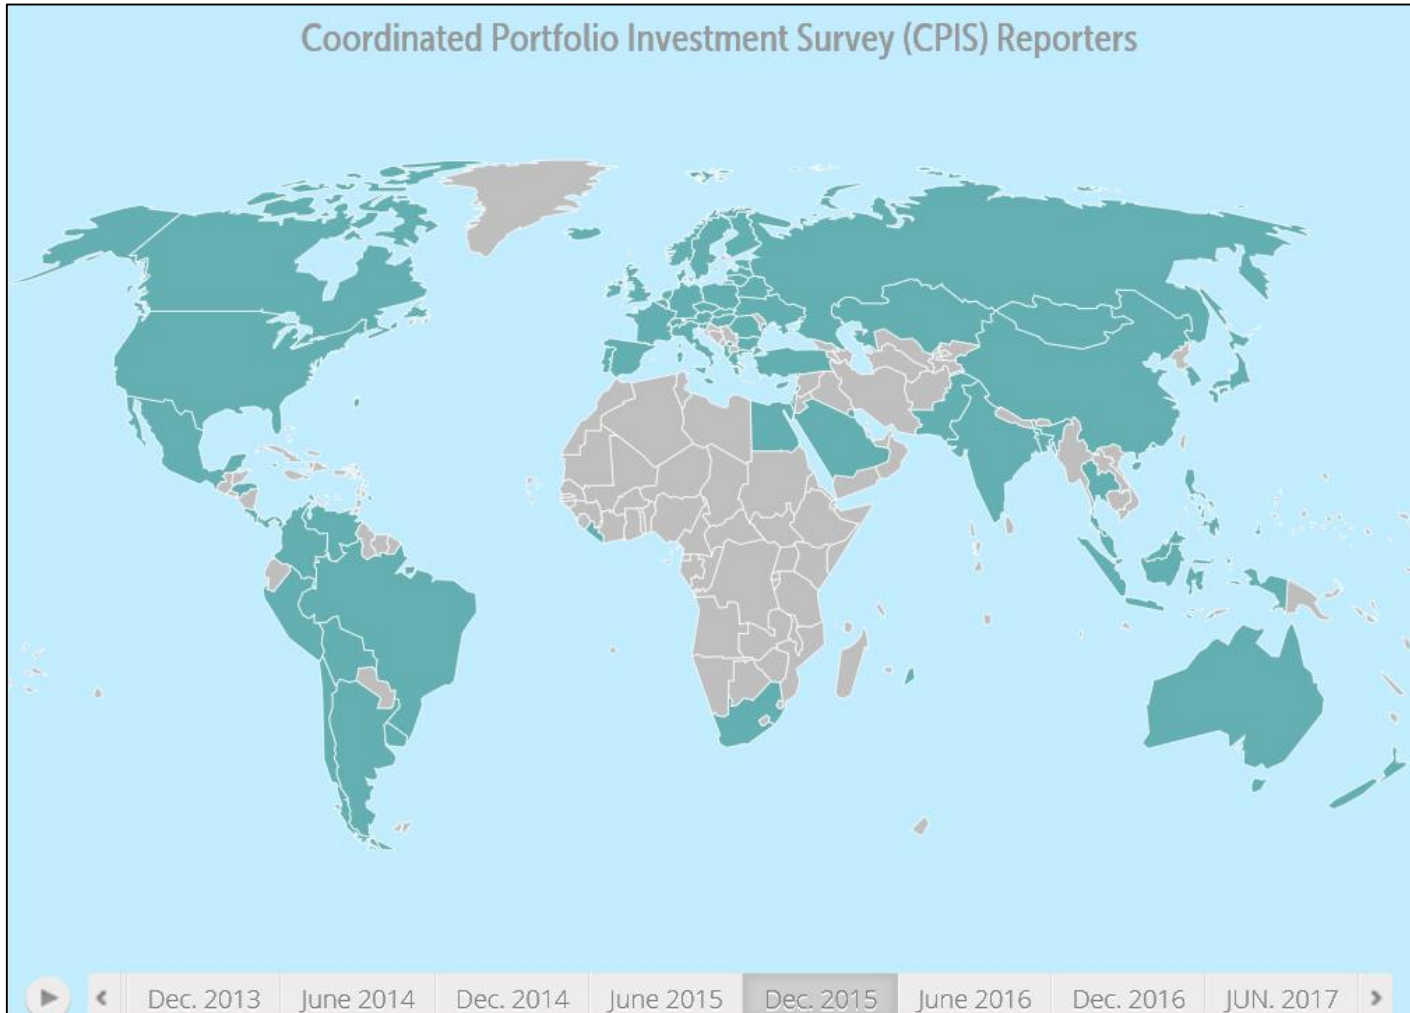 Coordinated Portfolio Investment Survey (CPIS) Reporters
Dec. 2013 June 2014 Dec. 2014 June 2015 Dec. 2015 June 2016 Dec. 2016 JUN. 2017